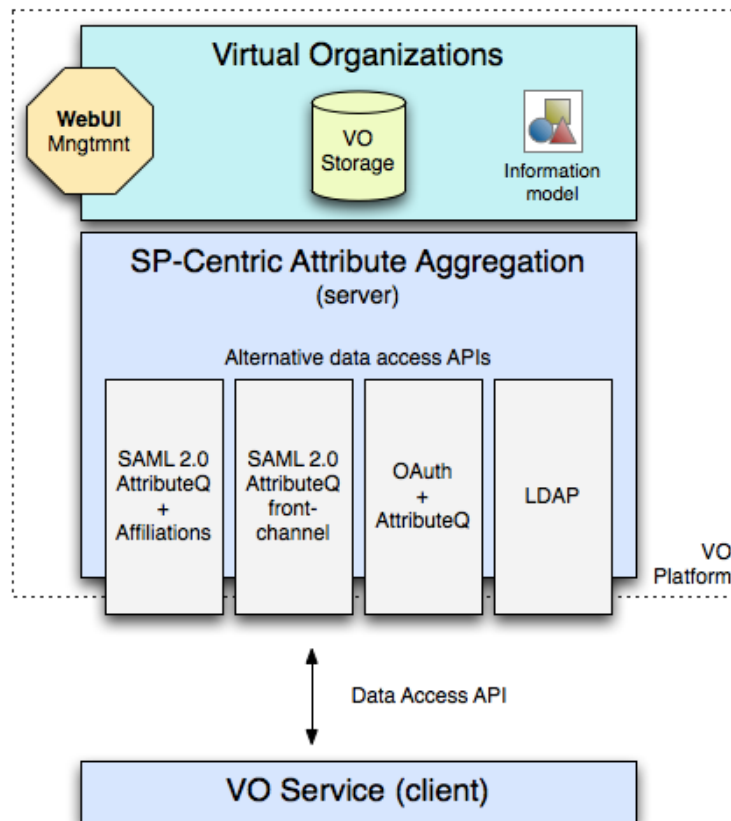 Virtual Organizations
WebUI
Mngtmnt
VO
Storage
Information
model
SP-Centric Attribute Aggregation
(server)
Alternative data access APIs
SAML 2.0
AttributeQ
+
Affiliations
SAML 2.0
AttributeQ
front-
channel
OAuth
+
AttributeQ
LDAP
VO
Platform
Data Access API
VO Service (client)